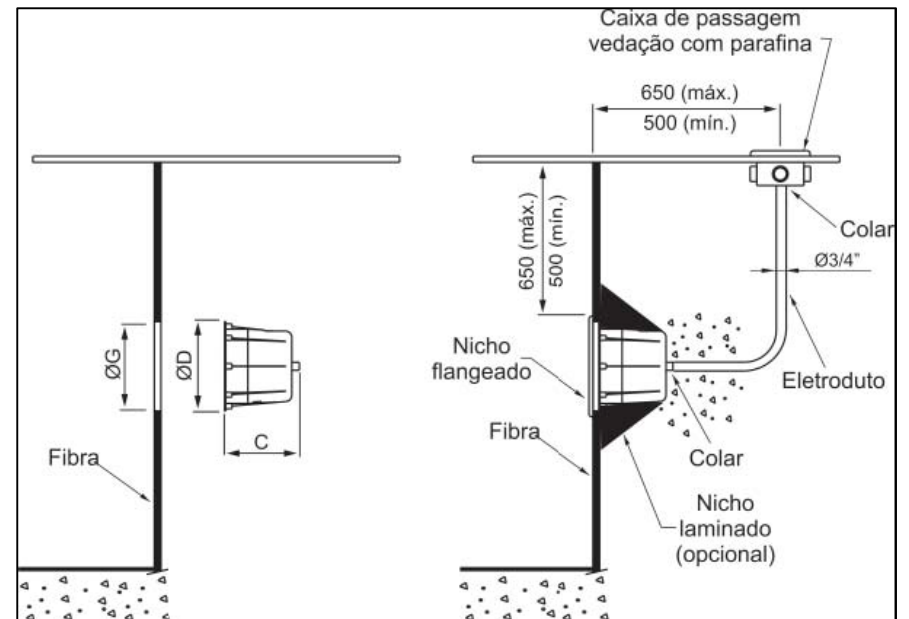 Caixa de passagem
vedação com parafina
650 (máx.)
500 (mín.)
650 (máx.)
500 (mín.)
Colar
Ø3/4”
ØG
ØD
Nicho
flangeado
Eletroduto
C
Fibra
Fibra
Colar
Nicho
laminado
(opcional)